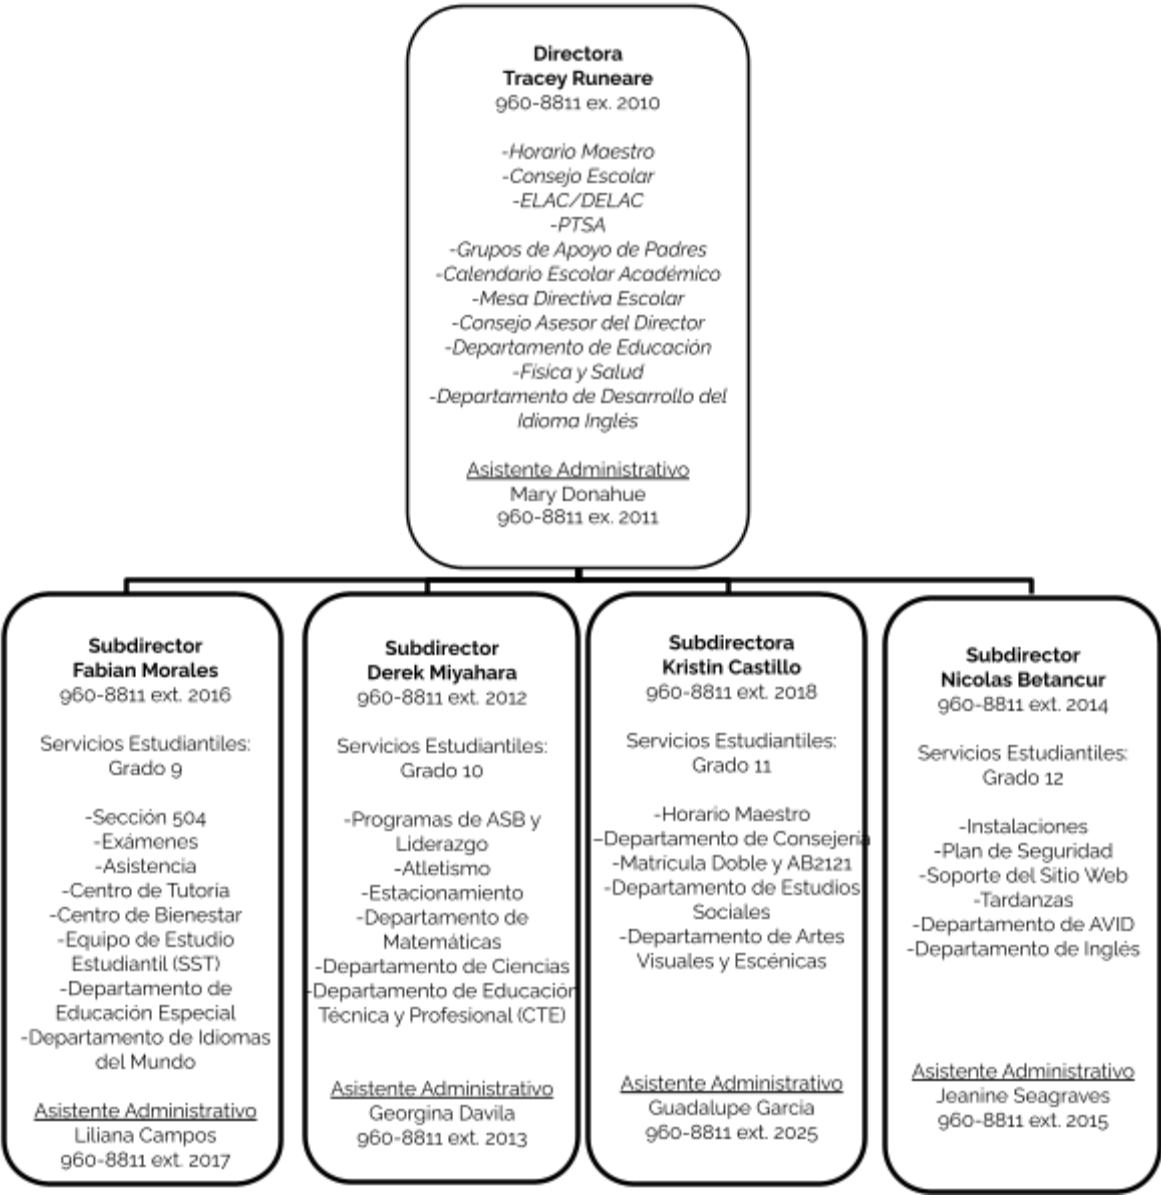 Directora
Tracey Runeare
960-8811 ex. 2010
-Horario Maestro
-Consejo Escolar
-ELAC/DELAC
-PTSA
-Grupos de Apoyo de Padres
-Calendario Escolar Académico
-Mesa Directiva Escolar
-Consejo Asesor del Director
-Departamento de Educación
-Física y Salud
-Departamento de Desarrollo del
Idioma Inglés
Asistente Administrativo
Mary Donahue
960-8811 ex. 2011
Subdirector
Fabian Morales
960-8811 ext. 2016
Servicios Estudiantiles:
Grado 9
-Sección 504
-Exámenes
-Asistencia
-Centro de Tutoria
-Centro de Bienestar
-Equipo de Estudio
Estudiantil (SST)
-Departamento de
Educación Especial
-Departamento de Idiomas
del Mundo
Asistente Administrativo
Liliana Campos
960-8811 ext. 2017
Subdirector
Derek Miyahara
960-8811 ext. 2012
Servicios Estudiantiles:
Grado 10
-Programas de ASB y
Liderazgo
-Atletismo
-Estacionamiento
-Departamento de
Matemáticas
-Departamento de Ciencias
-Departamento de Educación
Técnica y Profesional (CTE)
Asistente Administrativo
Georgina Davila
960-8811 ext. 2013
Subdirectora
Kristin Castillo
960-8811 ext. 2018
Servicios Estudiantiles:
Grado 11
-Horario Maestro
-Departamento de Consejería
-Matrícula Doble y AB2121
-Departamento de Estudios
Sociales
-Departamento de Artes
Visuales y Escénicas
Asistente Administrativo
Guadalupe Garcia
960-8811 ext. 2025
Subdirector
Nicolas Betancur
960-8811 ext. 2014
Servicios Estudiantiles:
Grado 12
-Instalaciones
-Plan de Seguridad
-Soporte del Sitio Web
-Tardanzas
-Departamento de AVID
-Departamento de Inglés
Asistente Administrativo
Jeanine Seagraves
960-8811 ext. 2015